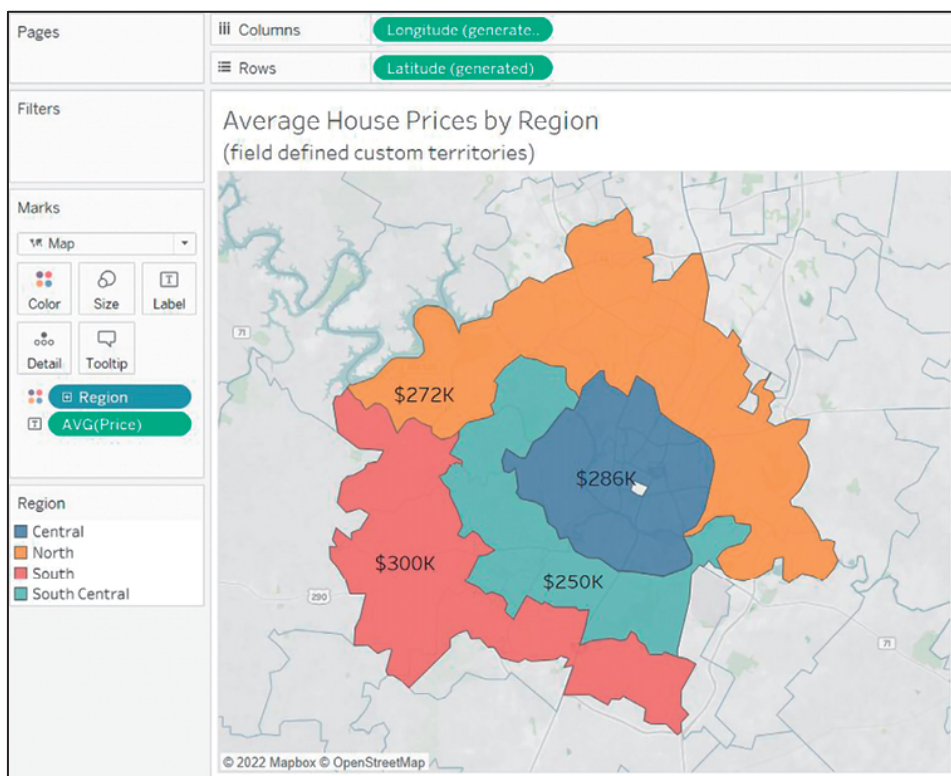 Pages
Columns
Longitude (generate..
Rows
Latitude (generated)
Filters
Marks
Map
Color
Size
T
Label
Detail
Tooltip
Region
T
AVG(Price)
Region
Central
North
South
South Central
Average House Prices by Region
(field defined custom territories)
71
$272K
$286K
$300K
$250K
290
71
© 2022 Mapbox © OpenStreetMap